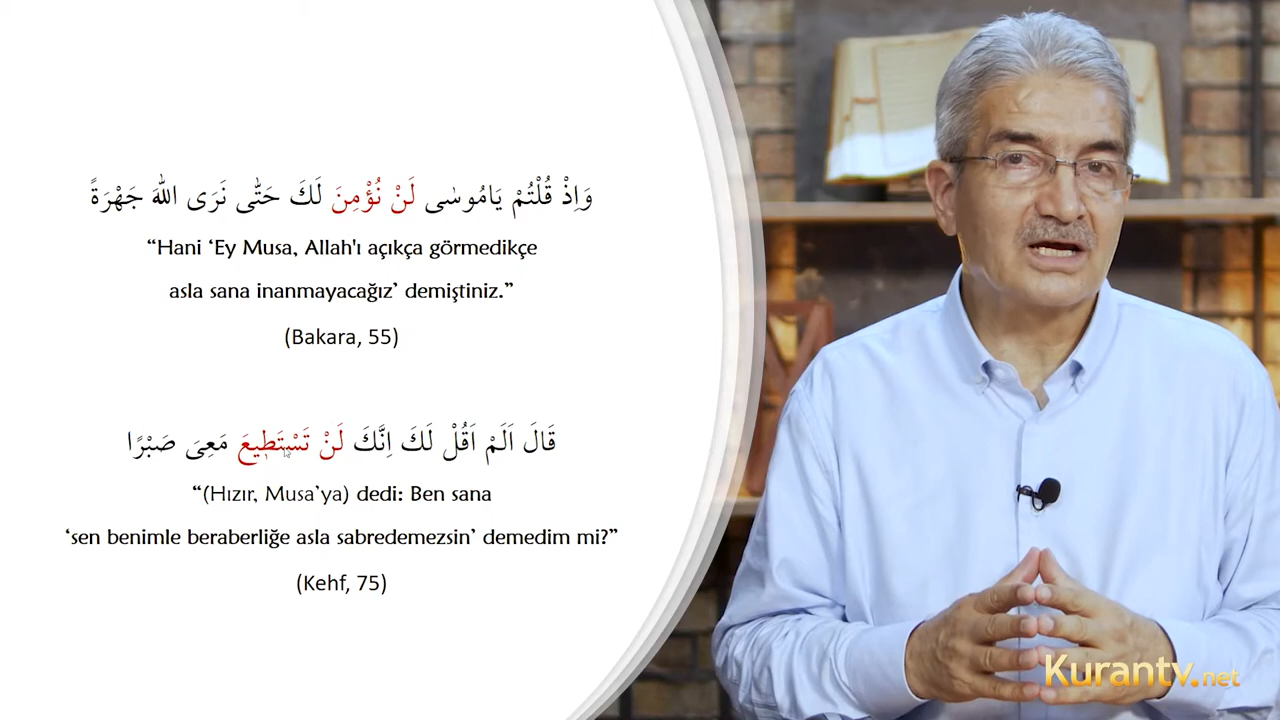 وَاِذْ قُلْتُمْ يَامُوسٰى لَنْ نُؤْمِنَ لَكَ حَتّٰى نَرَى اللهَ جَهْرَةً
“Hani ‘Ey Musa, Allah'ı açıkça görmedikçe
asla sana inanmayacağız’ demiştiniz.”
(Bakara, 55)
قَالَ اَلَمْ اَقُلْ لَكَ اِنَّكَ لَنْ تَسْتَطٖيعَ مَعِىَ صَبْرًا
“(Hızır, Musa’ya) dedi: Ben sana
‘sen benimle beraberliğe asla sabredemezsin’ demedim mi?”
(Kehf, 75)
Kurantv.net